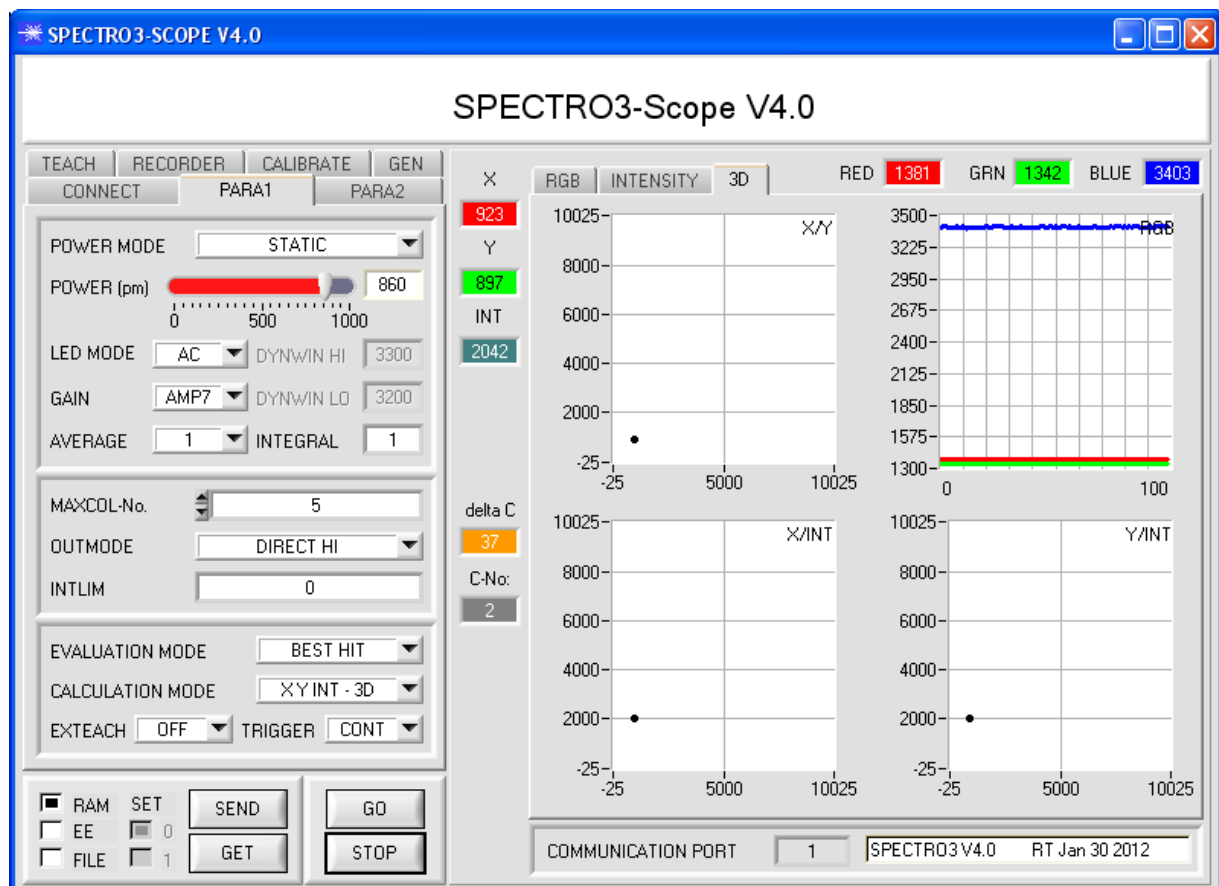 SPECTRO3-SCOPE V4.0
SPECTRO3-Scope V4.0
TEACH RECORDER CALIBRATE GEN
CONNECT PARA1 PARA2
POWER MODE STATIC
POWER (pm) 860
0 500 1000
LED MODE AC DYNWIN HI 3300
GAIN AMP7 DYNWIN LO 3200
AVERAGE 1 INTEGRAL 1
MAXCOL-No. 5
OUTMODE DIRECT HI
INTLIM 0
EVALUATION MODE BEST HIT
CALCULATION MODE X Y INT - 3D
EXTEACH OFF TRIGGER CONT
RAM SET SEND GO
EE 0
FILE 1 GET STOP
X
923
Y
897
INT
2042
delta C
37
C-No:
2
RGB INTENSITY 3D RED 1381 GRN 1342 BLUE 3403
X/Y
10025
8000
6000
4000
2000
-25
-25 5000 10025
RGB
3500
3225
2950
2675
2400
2125
1850
1575
1300
0 100
X/INT
10025
8000
6000
4000
2000
-25
-25 5000 10025
Y/INT
10025
8000
6000
4000
2000
-25
-25 5000 10025
COMMUNICATION PORT 1 SPECTRO3 V4.0 RT Jan 30 2012